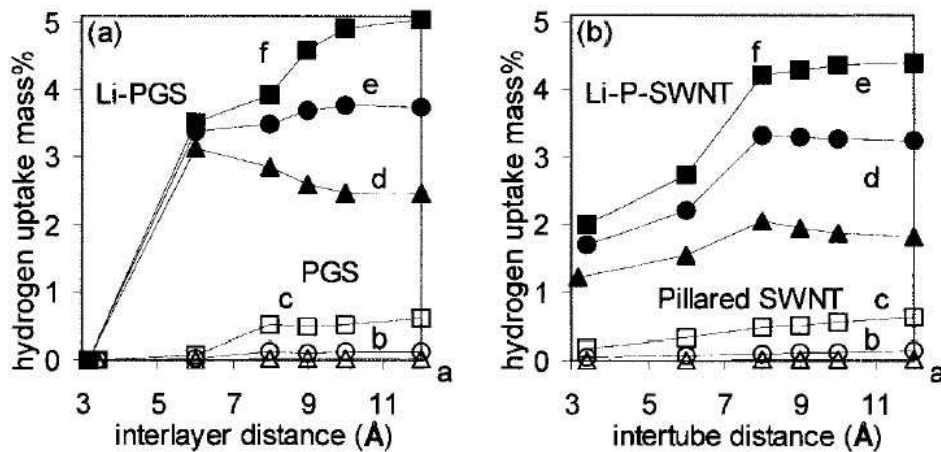 (a)
f
Li-PGS
e
d
PGS
c
b
a
5
4
3
2
1
0
3 5 7 9 11
hydrogen uptake mass%
interlayer distance (Å)
(b)
f
Li-P-SWNT
e
d
Pillared SWNT
c
b
a
5
4
3
2
1
0
3 5 7 9 11
hydrogen uptake mass%
intertube distance (Å)